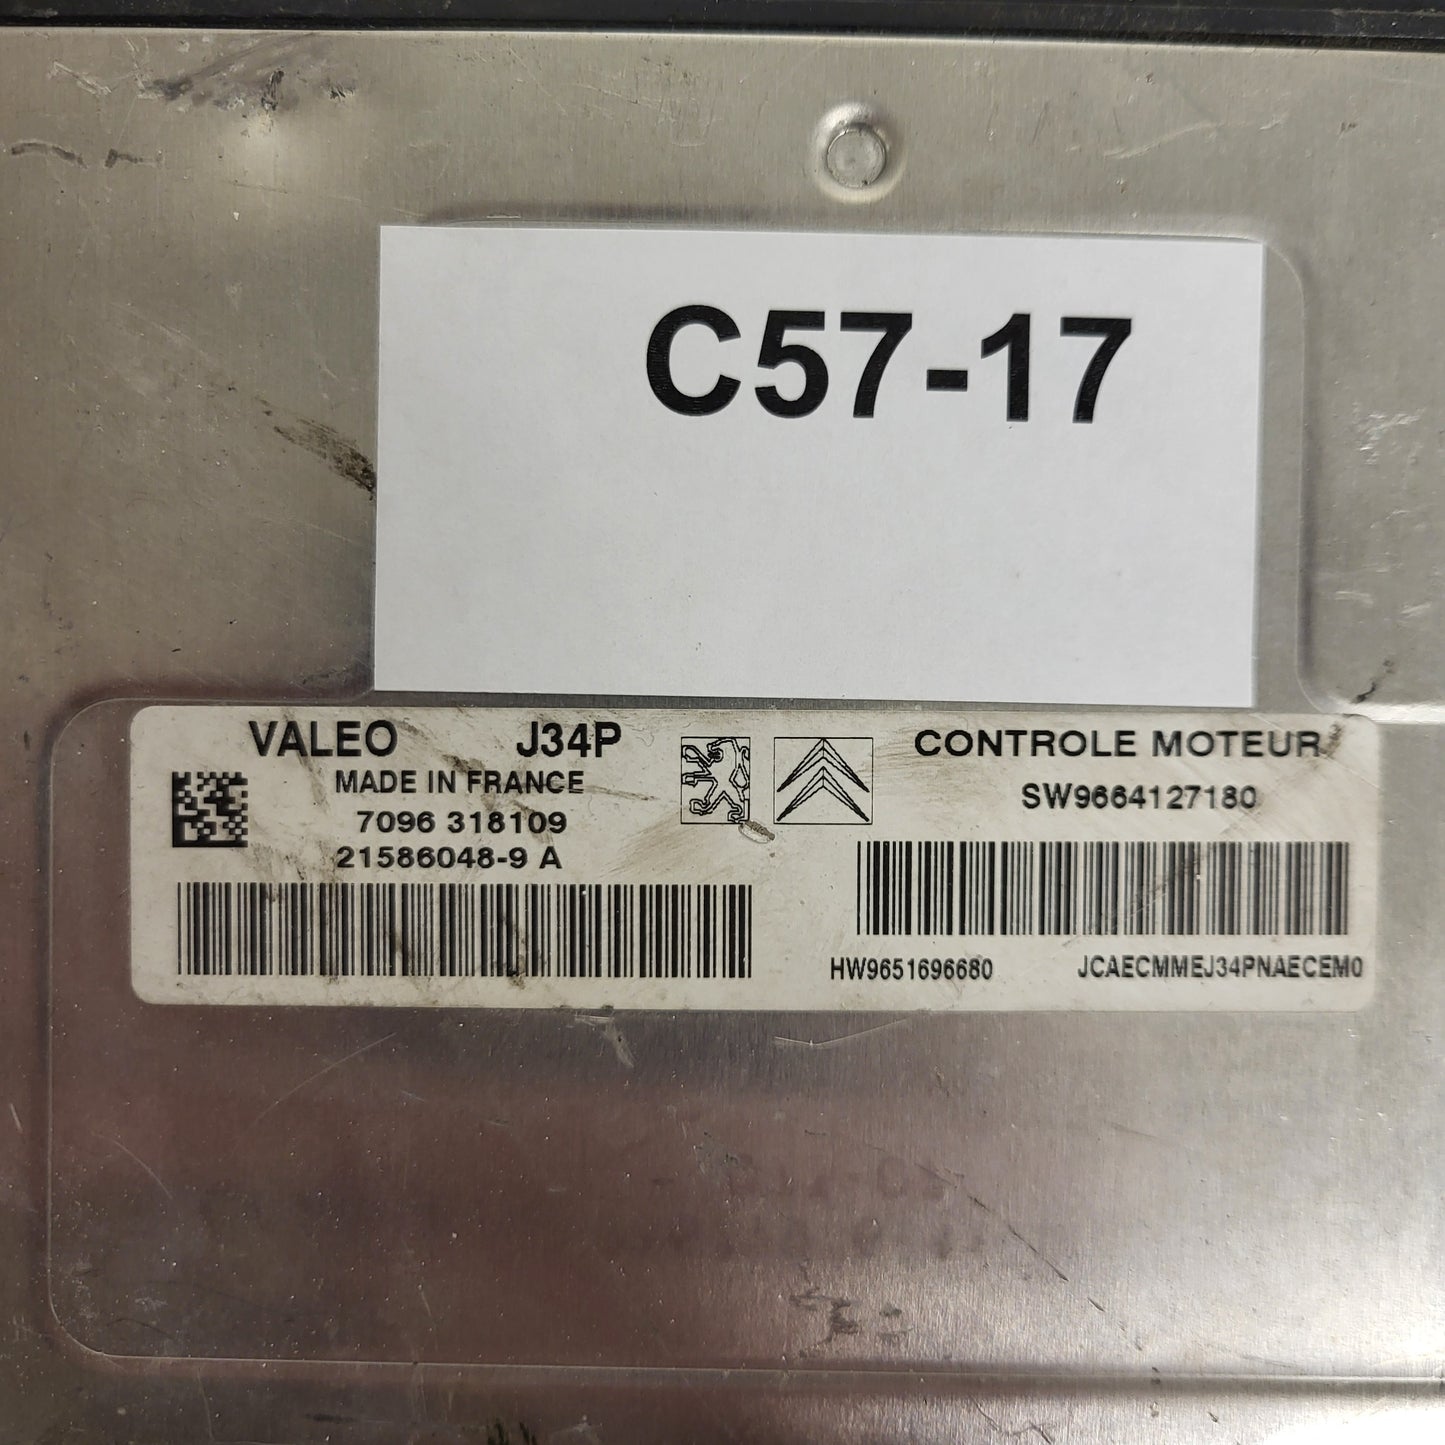 C57-17
VALEO J34P
MADE IN FRANCE
7096 318109
21586048-9 A
CONTROLE MOTEUR
SW9664127180
HW9651696680 JCAECMMEJ34PNAECEM0